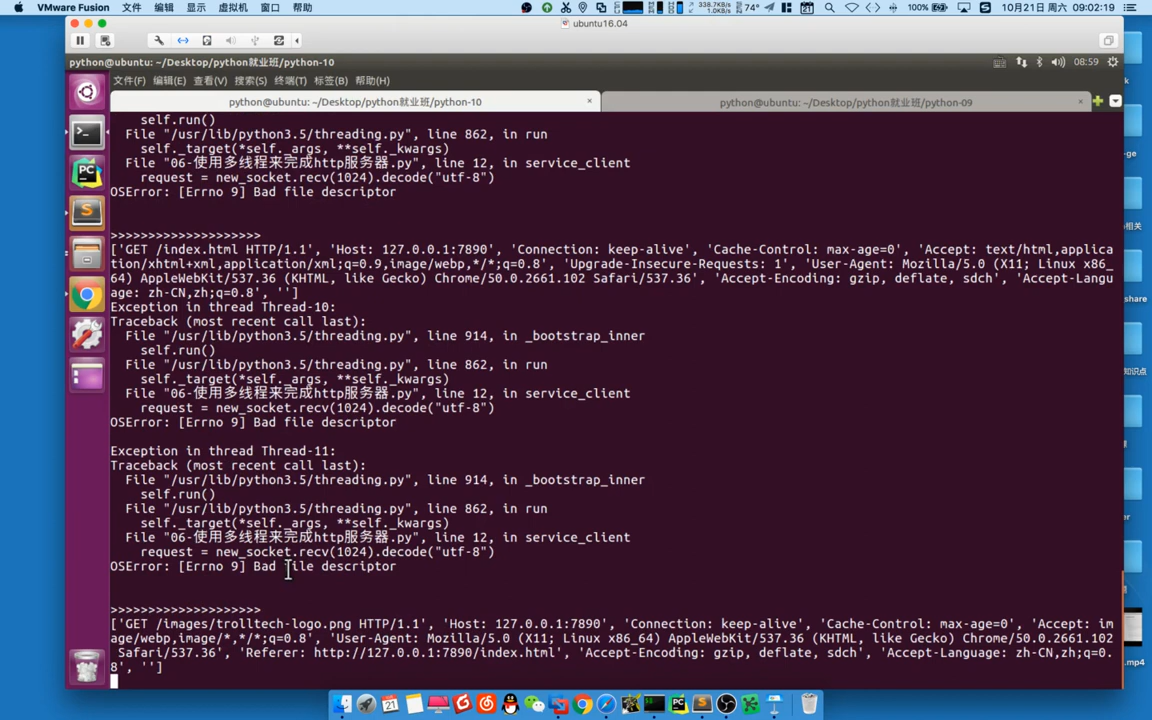 VMware Fusion 文件 编辑 显示 虚拟机 窗口 帮助 338.7KB/s 1.0KB/s 74° 21 100% 10月21日 周六 09:02:19
ubuntu16.04
python@ubuntu: ~/Desktop/python就业班/python-10 08:59
文件(F) 编辑(E) 查看(V) 搜索(S) 终端(T) 标签(B) 帮助(H)
python@ubuntu: ~/Desktop/python就业班/python-10 × python@ubuntu: ~/Desktop/python就业班/python-09 ×
self.run()
File "/usr/lib/python3.5/threading.py", line 862, in run
self._target(*self._args, **self._kwargs)
File "06-使用多线程来完成http服务器.py", line 12, in service_client
request = new_socket.recv(1024).decode("utf-8")
OSError: [Errno 9] Bad file descriptor
>>>>>>>>>>>>>>>>>>>>
['GET /index.html HTTP/1.1', 'Host: 127.0.0.1:7890', 'Connection: keep-alive', 'Cache-Control: max-age=0', 'Accept: text/html,applica
tion/xhtml+xml,application/xml;q=0.9,image/webp,*/*;q=0.8', 'Upgrade-Insecure-Requests: 1', 'User-Agent: Mozilla/5.0 (X11; Linux x86_
64) AppleWebKit/537.36 (KHTML, like Gecko) Chrome/50.0.2661.102 Safari/537.36', 'Accept-Encoding: gzip, deflate, sdch', 'Accept-Langu
age: zh-CN,zh;q=0.8', '']
Exception in thread Thread-10:
Traceback (most recent call last):
File "/usr/lib/python3.5/threading.py", line 914, in _bootstrap_inner
self.run()
File "/usr/lib/python3.5/threading.py", line 862, in run
self._target(*self._args, **self._kwargs)
File "06-使用多线程来完成http服务器.py", line 12, in service_client
request = new_socket.recv(1024).decode("utf-8")
OSError: [Errno 9] Bad file descriptor
Exception in thread Thread-11:
Traceback (most recent call last):
File "/usr/lib/python3.5/threading.py", line 914, in _bootstrap_inner
self.run()
File "/usr/lib/python3.5/threading.py", line 862, in run
self._target(*self._args, **self._kwargs)
File "06-使用多线程来完成http服务器.py", line 12, in service_client
request = new_socket.recv(1024).decode("utf-8")
OSError: [Errno 9] Bad file descriptor
>>>>>>>>>>>>>>>>>>>>
['GET /images/trolltech-logo.png HTTP/1.1', 'Host: 127.0.0.1:7890', 'Connection: keep-alive', 'Cache-Control: max-age=0', 'Accept: im
age/webp,image/*,*/*;q=0.8', 'User-Agent: Mozilla/5.0 (X11; Linux x86_64) AppleWebKit/537.36 (KHTML, like Gecko) Chrome/50.0.2661.102
Safari/537.36', 'Referer: http://127.0.0.1:7890/index.html', 'Accept-Encoding: gzip, deflate, sdch', 'Accept-Language: zh-CN,zh;q=0.
8', '']
k
-ge
相关
share
知识点
er
.mp4
PC
21
PC